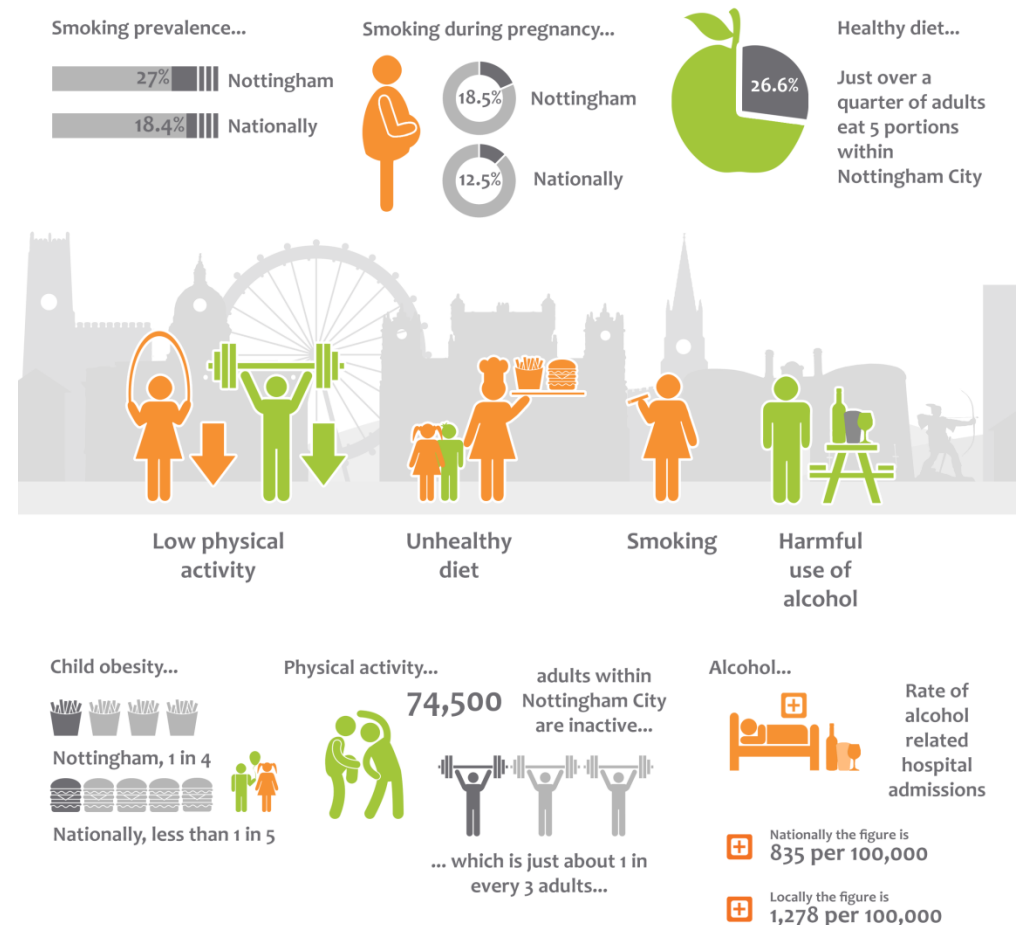 Smoking prevalence...
27%
Nottingham
18.4%
Nationally
Smoking during pregnancy...
18.5%
Nottingham
12.5%
Nationally
Healthy diet...
26.6%
Just over a
quarter of adults
eat 5 portions
within
Nottingham City
Low physical
activity
Unhealthy
diet
Smoking
Harmful
use of
alcohol
Child obesity...
Nottingham, 1 in 4
Nationally, less than 1 in 5
Physical activity...
74,500
adults within
Nottingham City
are inactive...
... which is just about 1 in
every 3 adults...
Alcohol...
Rate of
alcohol
related
hospital
admissions
Nationally the figure is
835 per 100,000
Locally the figure is
1,278 per 100,000